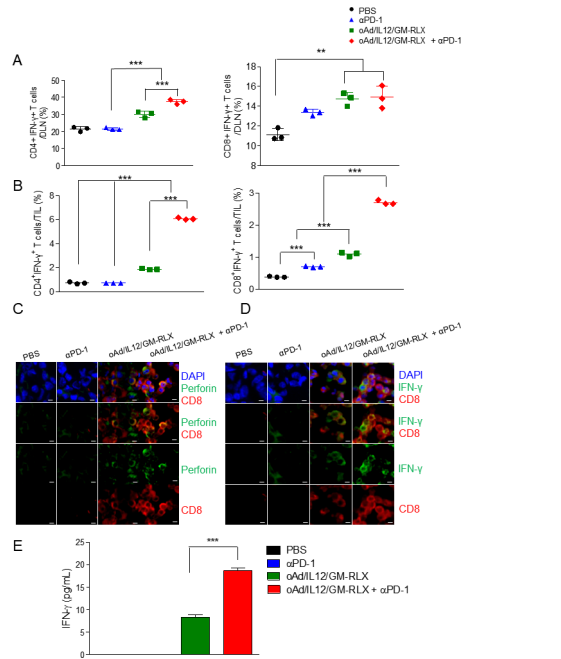 PBS
αPD-1
oAd/IL12/GM-RLX
oAd/IL12/GM-RLX + αPD-1
A
CD4+ IFN-γ+ T cells
/DLN (%)
50
40
30
20
10
0
***
***
CD8+ IFN-γ+ T cells
/DLN (%)
18
16
14
12
10
8
6
**
B
CD4+IFN-γ+ T cells/TIL (%)
8
6
4
2
0
***
***
***
CD8+IFN-γ+ T cells/TIL (%)
3
2
1
0
***
***
***
C
PBS
αPD-1
oAd/IL12/GM-RLX
oAd/IL12/GM-RLX + αPD-1
DAPI
Perforin
CD8
Perforin
CD8
Perforin
CD8
D
PBS
αPD-1
oAd/IL12/GM-RLX
oAd/IL12/GM-RLX + αPD-1
DAPI
IFN-γ
CD8
IFN-γ
CD8
IFN-γ
CD8
E
IFN-γ (pg/mL)
25
20
15
10
5
0
***
PBS
αPD-1
oAd/IL12/GM-RLX
oAd/IL12/GM-RLX + αPD-1